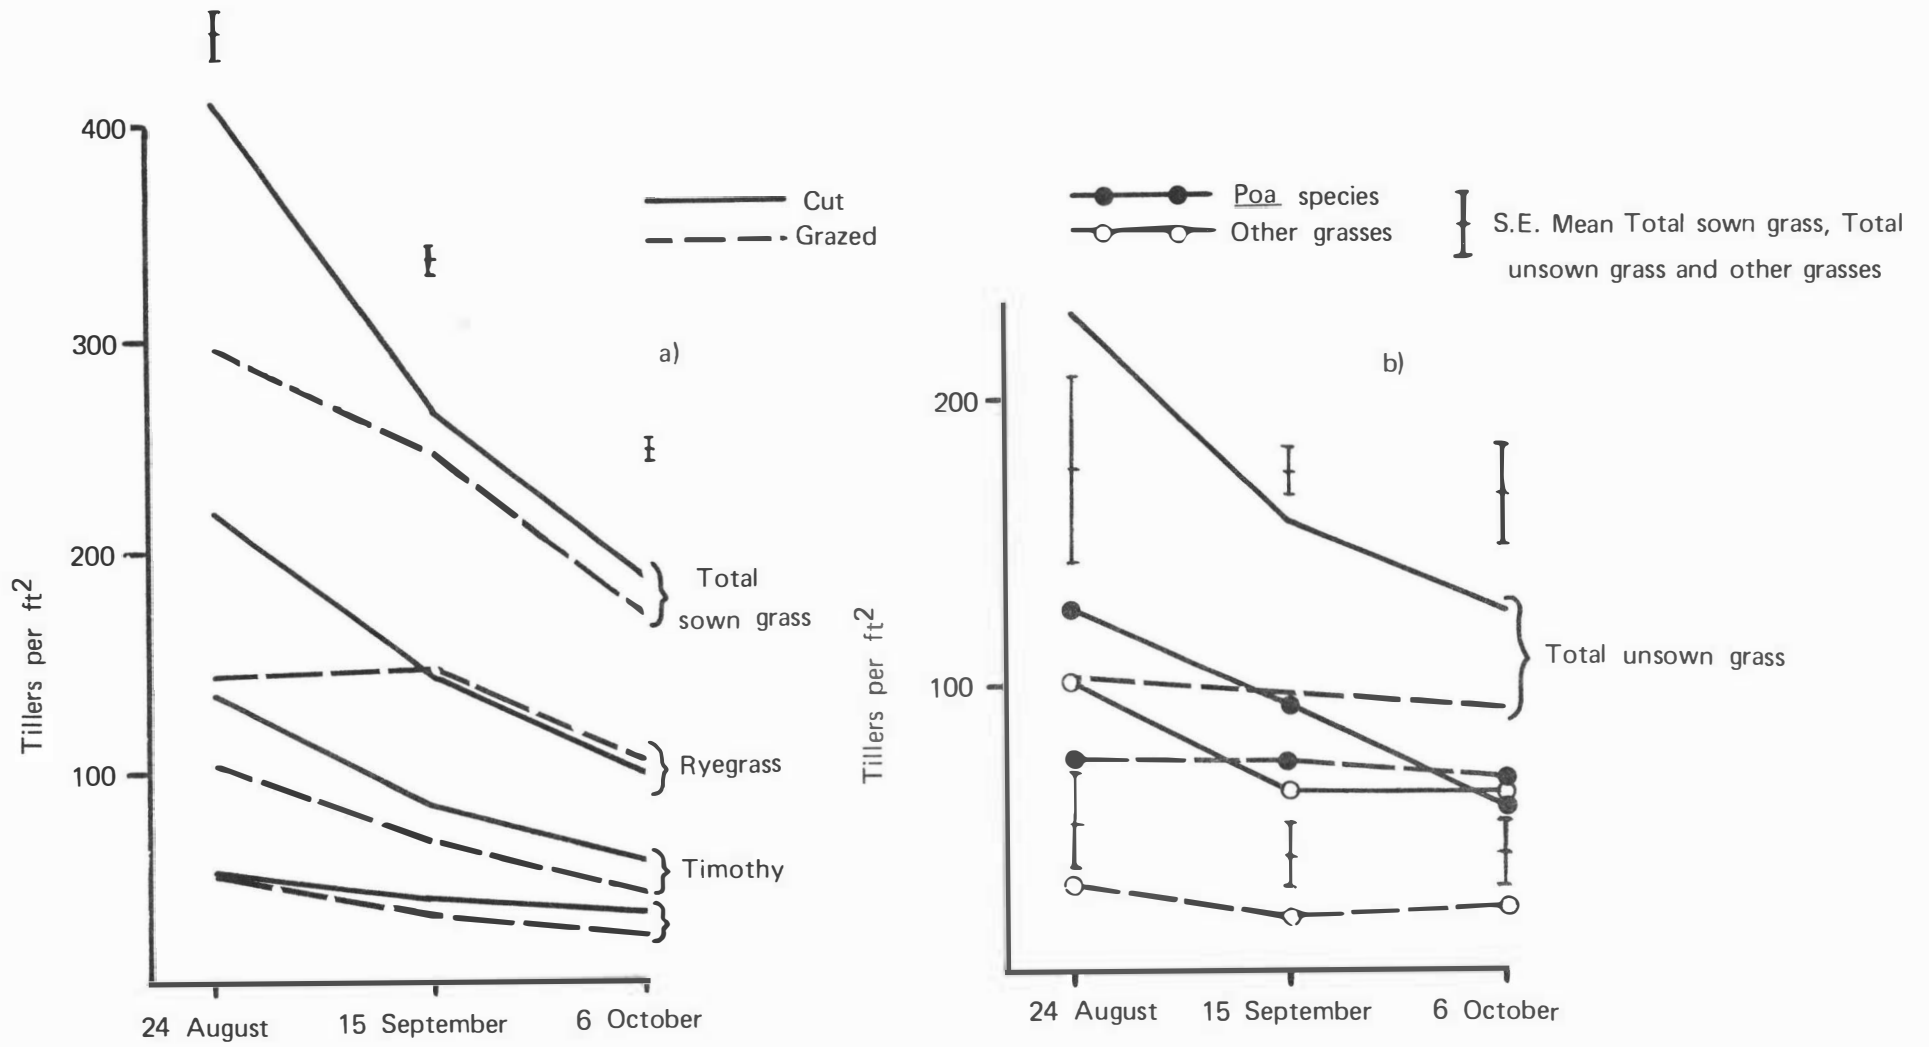 400
300
200
100
Tillers per ft2
Cut
Grazed
a)
Total
sown grass
Ryegrass
Timothy
24 August
15 September
6 October
Poa species
Other grasses
S.E. Mean Total sown grass, Total
unsown grass and other grasses
b)
200
100
Tillers per ft2
Total unsown grass
24 August
15 September
6 October